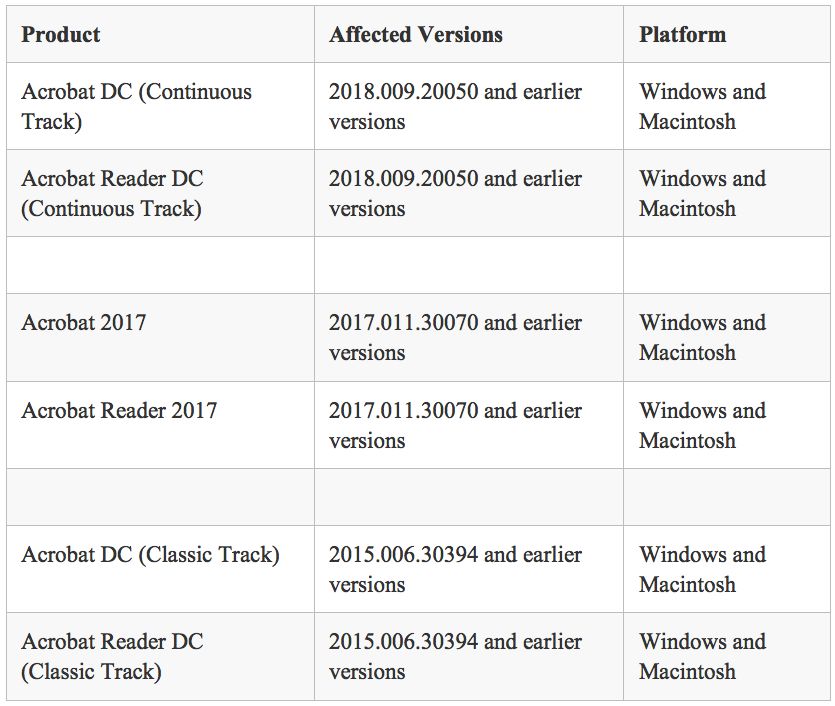 Product Affected Versions Platform
Acrobat DC (Continuous 2018.009.20050 and earlier Windows and
Track) versions Macintosh
Acrobat Reader DC 2018.009.20050 and earlier Windows and
(Continuous Track) versions Macintosh
Acrobat 2017 2017.011.30070 and earlier Windows and
versions Macintosh
Acrobat Reader 2017 2017.011.30070 and earlier Windows and
versions Macintosh
Acrobat DC (Classic Track) 2015.006.30394 and earlier Windows and
versions Macintosh
Acrobat Reader DC 2015.006.30394 and earlier Windows and
(Classic Track) versions Macintosh